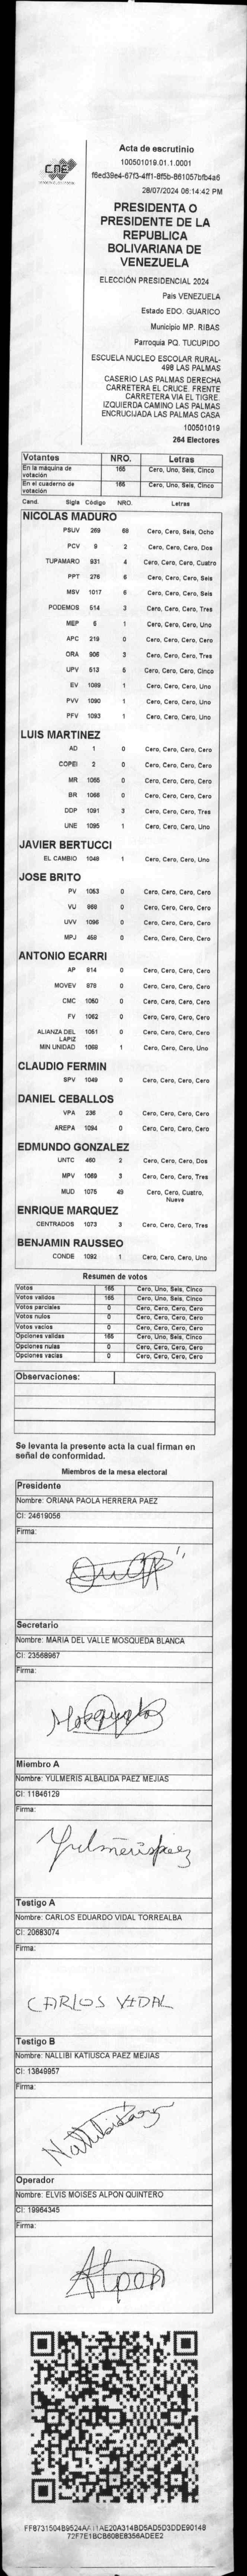 Acta de escrutinio
CNE
100501019.01.1.0001
f6ed39e4-67f3-4ff1-8f5b-861057bfb4a6
28/07/2024 06:14:42 PM
PRESIDENTA O
PRESIDENTE DE LA
REPUBLICA
BOLIVARIANA DE
VENEZUELA
ELECCIÓN PRESIDENCIAL 2024
Pais VENEZUELA
Estado EDO. GUARICO
Municipio MP. RIBAS
Parroquia PQ. TUCUPIDO
ESCUELA NUCLEO ESCOLAR RURAL-
498 LAS PALMAS
CASERIO LAS PALMAS DERECHA
CARRETERA EL CRUCE. FRENTE
CARRETERA VIA EL TIGRE.
IZQUIERDA CAMINO LAS PALMAS
ENCRUCIJADA LAS PALMAS CASA
100501019
264 Electores
Votantes NRO. Letras
En la máquina de votación 165 Cero, Uno, Seis, Cinco
En el cuaderno de votación 165 Cero, Uno, Seis, Cinco
Cand. Sigla Código NRO. Letras
NICOLAS MADURO
PSUV 269 68 Cero, Cero, Seis, Ocho
PCV 9 2 Cero, Cero, Cero, Dos
TUPAMARO 931 4 Cero, Cero, Cero, Cuatro
PPT 276 6 Cero, Cero, Cero, Seis
MSV 1017 6 Cero, Cero, Cero, Seis
PODEMOS 514 3 Cero, Cero, Cero, Tres
MEP 6 1 Cero, Cero, Cero, Uno
APC 219 0 Cero, Cero, Cero, Cero
ORA 906 3 Cero, Cero, Cero, Tres
UPV 513 5 Cero, Cero, Cero, Cinco
EV 1089 1 Cero, Cero, Cero, Uno
PVV 1090 1 Cero, Cero, Cero, Uno
PFV 1093 1 Cero, Cero, Cero, Uno
LUIS MARTINEZ
AD 1 0 Cero, Cero, Cero, Cero
COPEI 2 0 Cero, Cero, Cero, Cero
MR 1065 0 Cero, Cero, Cero, Cero
BR 1066 0 Cero, Cero, Cero, Cero
DDP 1091 3 Cero, Cero, Cero, Tres
UNE 1095 1 Cero, Cero, Cero, Uno
JAVIER BERTUCCI
EL CAMBIO 1048 1 Cero, Cero, Cero, Uno
JOSE BRITO
PV 1053 0 Cero, Cero, Cero, Cero
VU 868 0 Cero, Cero, Cero, Cero
UVV 1096 0 Cero, Cero, Cero, Cero
MPJ 458 0 Cero, Cero, Cero, Cero
ANTONIO ECARRI
AP 814 0 Cero, Cero, Cero, Cero
MOVEV 879 0 Cero, Cero, Cero, Cero
CMC 1050 0 Cero, Cero, Cero, Cero
FV 1062 0 Cero, Cero, Cero, Cero
ALIANZA DEL LAPIZ 1051 0 Cero, Cero, Cero, Cero
MIN UNIDAD 1088 1 Cero, Cero, Cero, Uno
CLAUDIO FERMIN
SPV 1049 0 Cero, Cero, Cero, Cero
DANIEL CEBALLOS
VPA 236 0 Cero, Cero, Cero, Cero
AREPA 1094 0 Cero, Cero, Cero, Cero
EDMUNDO GONZALEZ
UNTC 460 2 Cero, Cero, Cero, Dos
MPV 1069 3 Cero, Cero, Cero, Tres
MUD 1075 49 Cero, Cero, Cuatro, Nueve
ENRIQUE MARQUEZ
CENTRADOS 1073 3 Cero, Cero, Cero, Tres
BENJAMIN RAUSSEO
CONDE 1092 1 Cero, Cero, Cero, Uno
Resumen de votos
Votos 165 Cero, Uno, Seis, Cinco
Votos validos 165 Cero, Uno, Seis, Cinco
Votos parciales 0 Cero, Cero, Cero, Cero
Votos nulos 0 Cero, Cero, Cero, Cero
Votos vacios 0 Cero, Cero, Cero, Cero
Opciones validas 165 Cero, Uno, Seis, Cinco
Opciones nulas 0 Cero, Cero, Cero, Cero
Opciones vacias 0 Cero, Cero, Cero, Cero
Observaciones:
Se levanta la presente acta la cual firman en
señal de conformidad.
Miembros de la mesa electoral
Presidente
Nombre: ORIANA PAOLA HERRERA PAEZ
CI: 24619056
Firma:
Secretario
Nombre: MARIA DEL VALLE MOSQUEDA BLANCA
CI: 23568967
Firma:
Miembro A
Nombre: YULMERIS ALBALIDA PAEZ MEJIAS
CI: 11846129
Firma:
Yulmeris paez
Testigo A
Nombre: CARLOS EDUARDO VIDAL TORREALBA
CI: 20683074
Firma:
CARLOS VIDAL
Testigo B
Nombre: NALLIBI KATIUSCA PAEZ MEJIAS
CI: 13849957
Firma:
Operador
Nombre: ELVIS MOISES ALPON QUINTERO
CI: 19964345
Firma:
Alpon